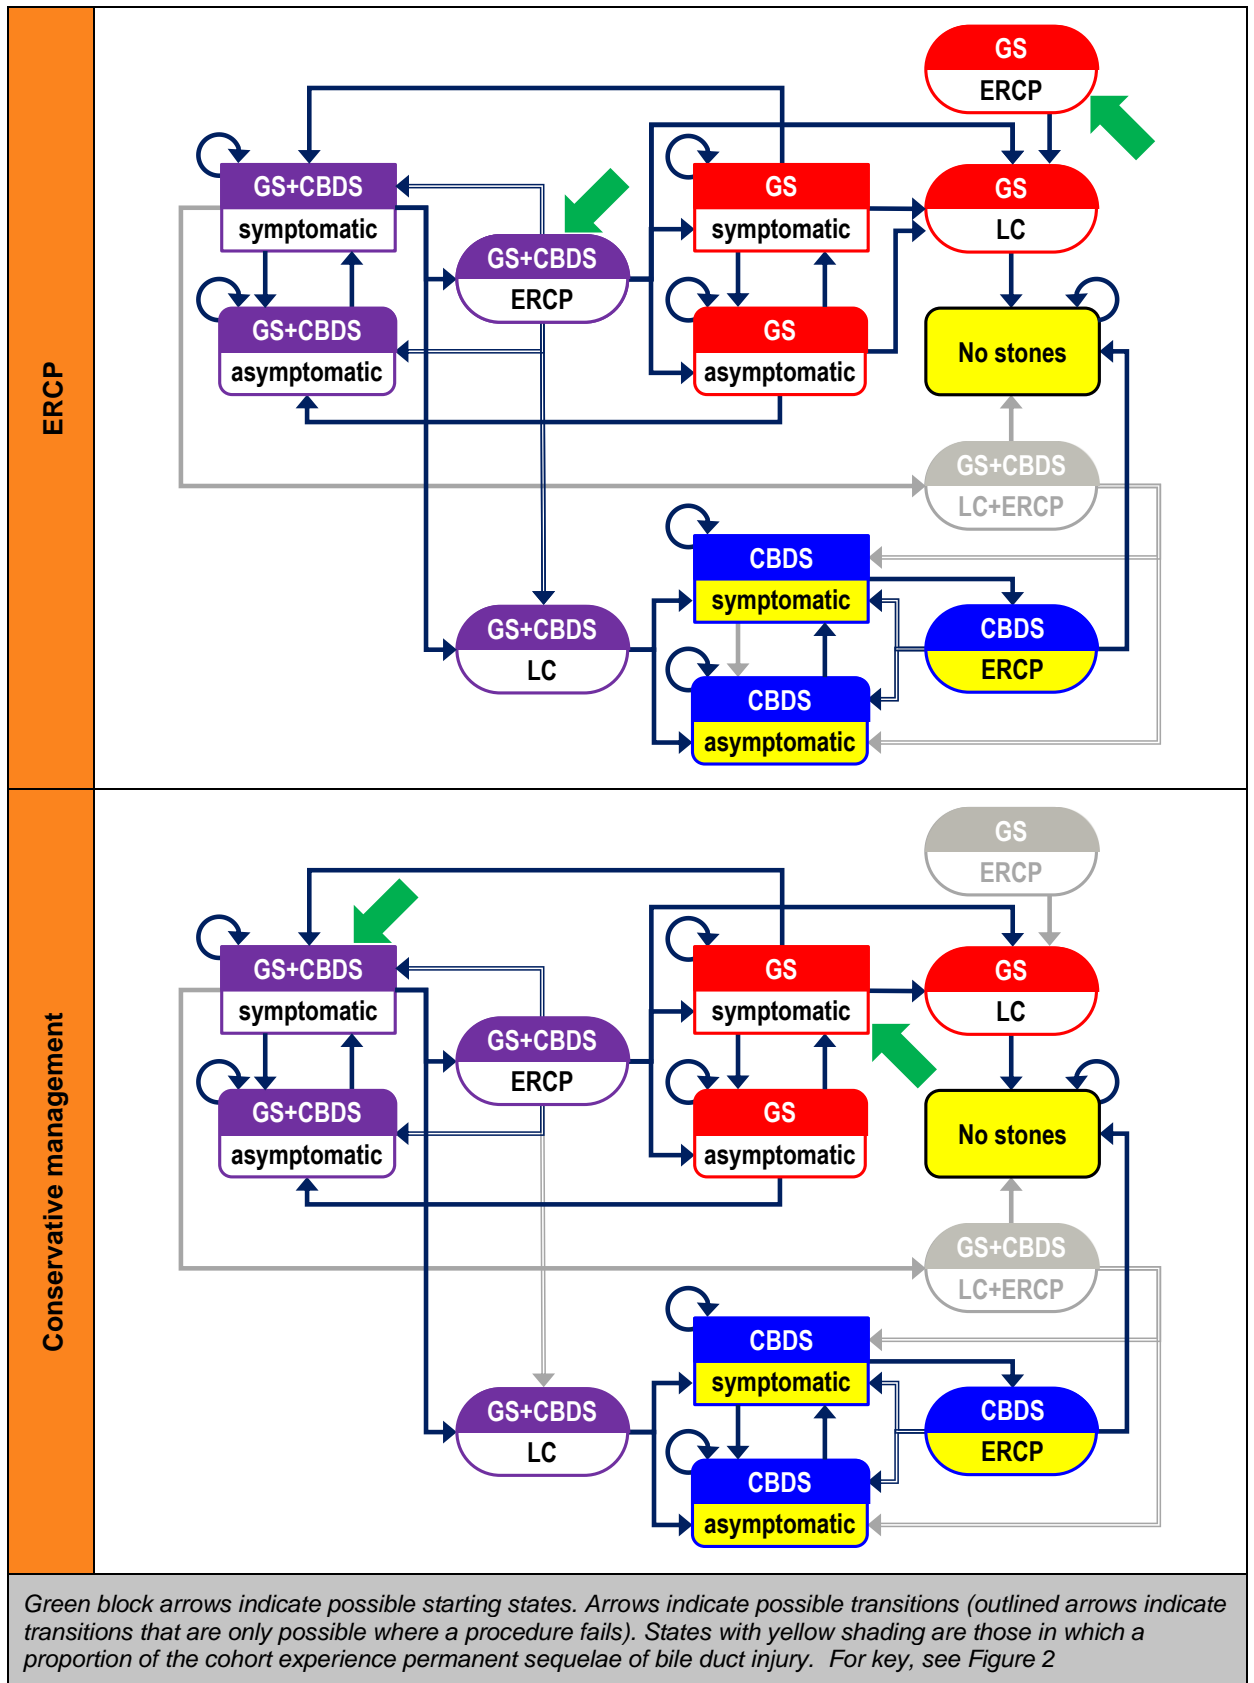 ERCP
GS
ERCP
GS+CBDS
symptomatic
GS
symptomatic
GS
LC
GS+CBDS
ERCP
GS+CBDS
asymptomatic
GS
asymptomatic
No stones
GS+CBDS
LC+ERCP
CBDS
symptomatic
GS+CBDS
LC
CBDS
ERCP
CBDS
asymptomatic
Conservative management
GS
ERCP
GS+CBDS
symptomatic
GS
symptomatic
GS
LC
GS+CBDS
ERCP
GS+CBDS
asymptomatic
GS
asymptomatic
No stones
GS+CBDS
LC+ERCP
CBDS
symptomatic
GS+CBDS
LC
CBDS
ERCP
CBDS
asymptomatic
Green block arrows indicate possible starting states. Arrows indicate possible transitions (outlined arrows indicate
transitions that are only possible where a procedure fails). States with yellow shading are those in which a
proportion of the cohort experience permanent sequelae of bile duct injury.  For key, see Figure 2